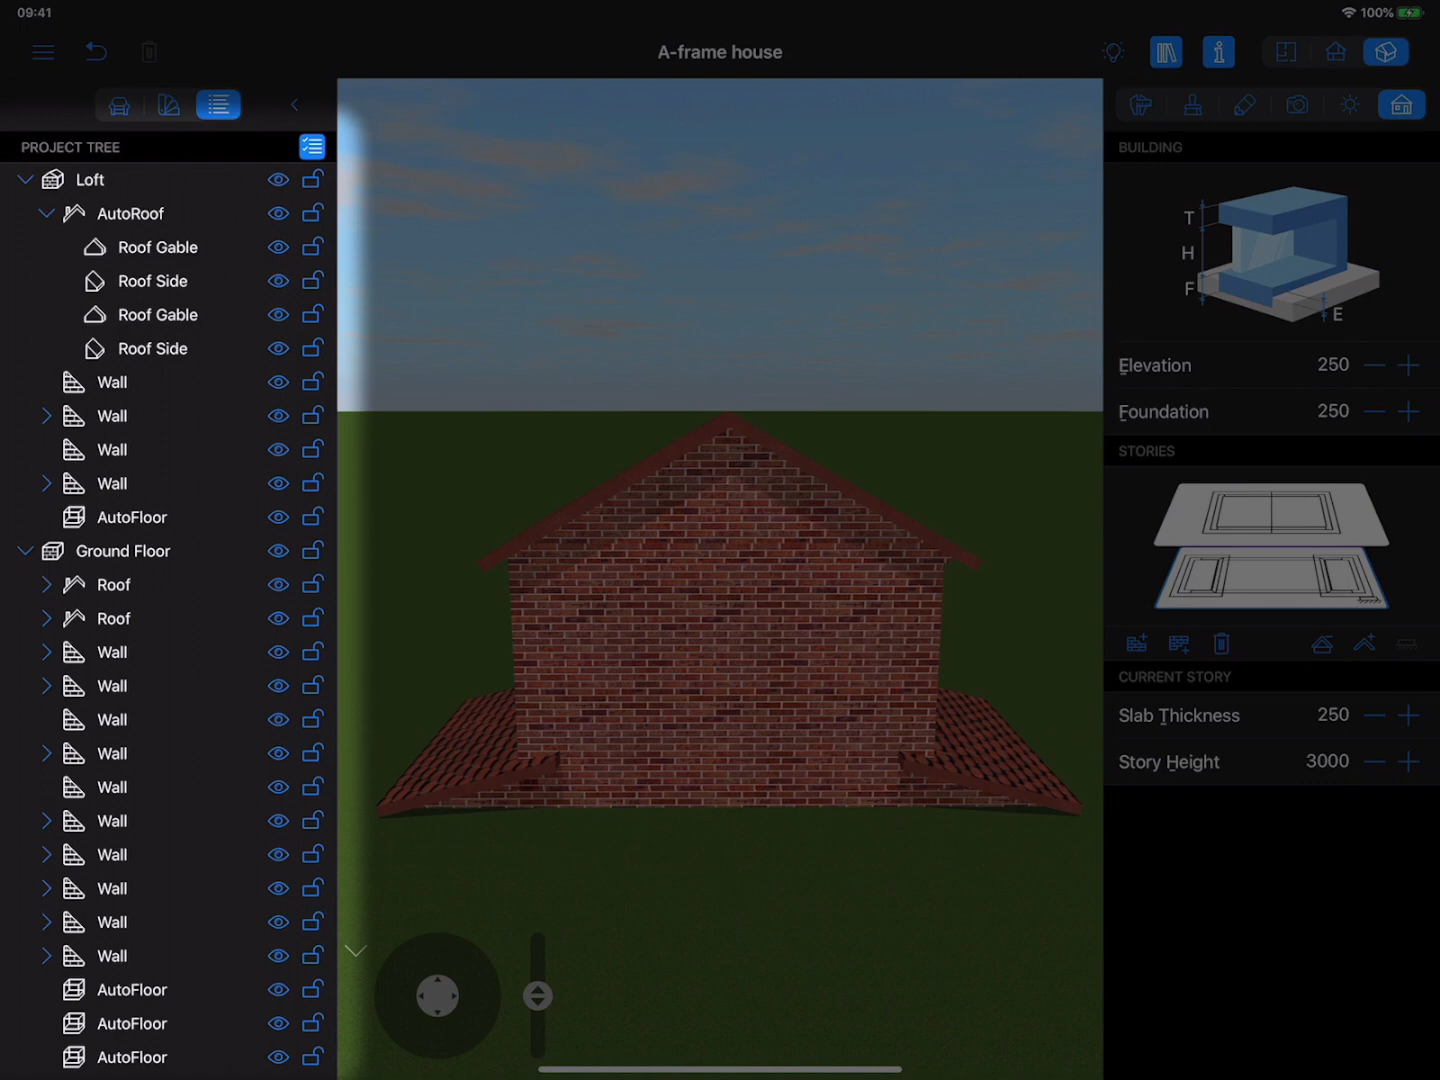 09:41
100%
A-frame house
PROJECT TREE
Loft
AutoRoof
Roof Gable
Roof Side
Roof Gable
Roof Side
Wall
Wall
Wall
Wall
AutoFloor
Ground Floor
Roof
Roof
Wall
Wall
Wall
Wall
Wall
Wall
Wall
Wall
Wall
Wall
AutoFloor
AutoFloor
AutoFloor
BUILDING
T
H
F
E
Elevation 250
Foundation 250
STORIES
CURRENT STORY
Slab Thickness 250
Story Height 3000